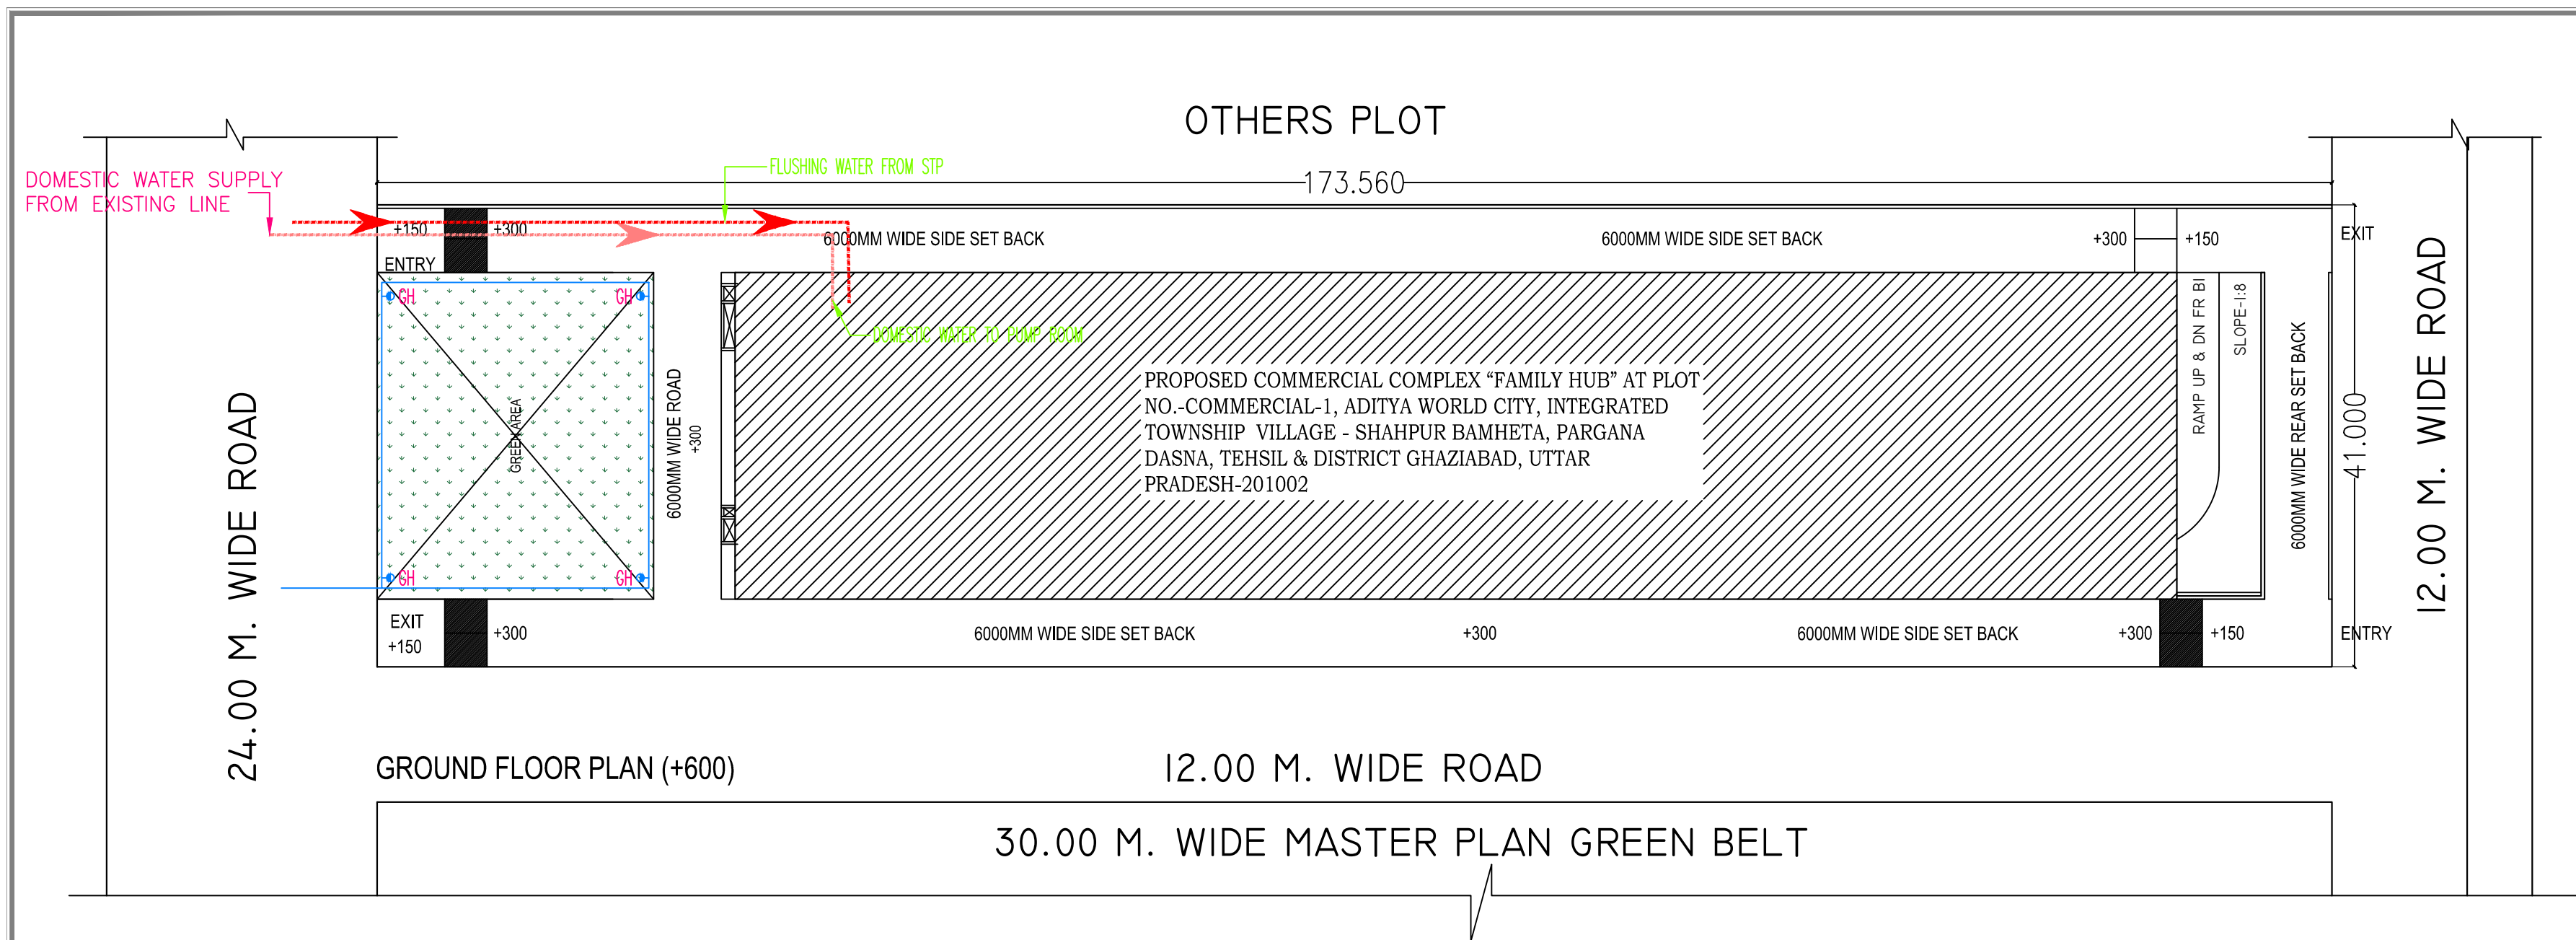 OTHERS PLOT
FLUSHING WATER FROM STP
DOMESTIC WATER SUPPLY
FROM EXISTING LINE
173.560
+150
+300
6000MM WIDE SIDE SET BACK
6000MM WIDE SIDE SET BACK
+300
+150
EXIT
ENTRY
GH
GH
DOMESTIC WATER TO PUMP ROOM
GREEN AREA
6000MM WIDE ROAD
+300
PROPOSED COMMERCIAL COMPLEX “FAMILY HUB” AT PLOT
NO.-COMMERCIAL-1, ADITYA WORLD CITY, INTEGRATED
TOWNSHIP VILLAGE - SHAHPUR BAMHETA, PARGANA
DASNA, TEHSIL & DISTRICT GHAZIABAD, UTTAR
PRADESH-201002
RAMP UP & DN FR BI
SLOPE-1:8
6000MM WIDE REAR SET BACK
41.000
12.00 M. WIDE ROAD
24.00 M. WIDE ROAD
GH
GH
EXIT
+150
+300
6000MM WIDE SIDE SET BACK
+300
6000MM WIDE SIDE SET BACK
+300
+150
ENTRY
GROUND FLOOR PLAN (+600)
12.00 M. WIDE ROAD
30.00 M. WIDE MASTER PLAN GREEN BELT